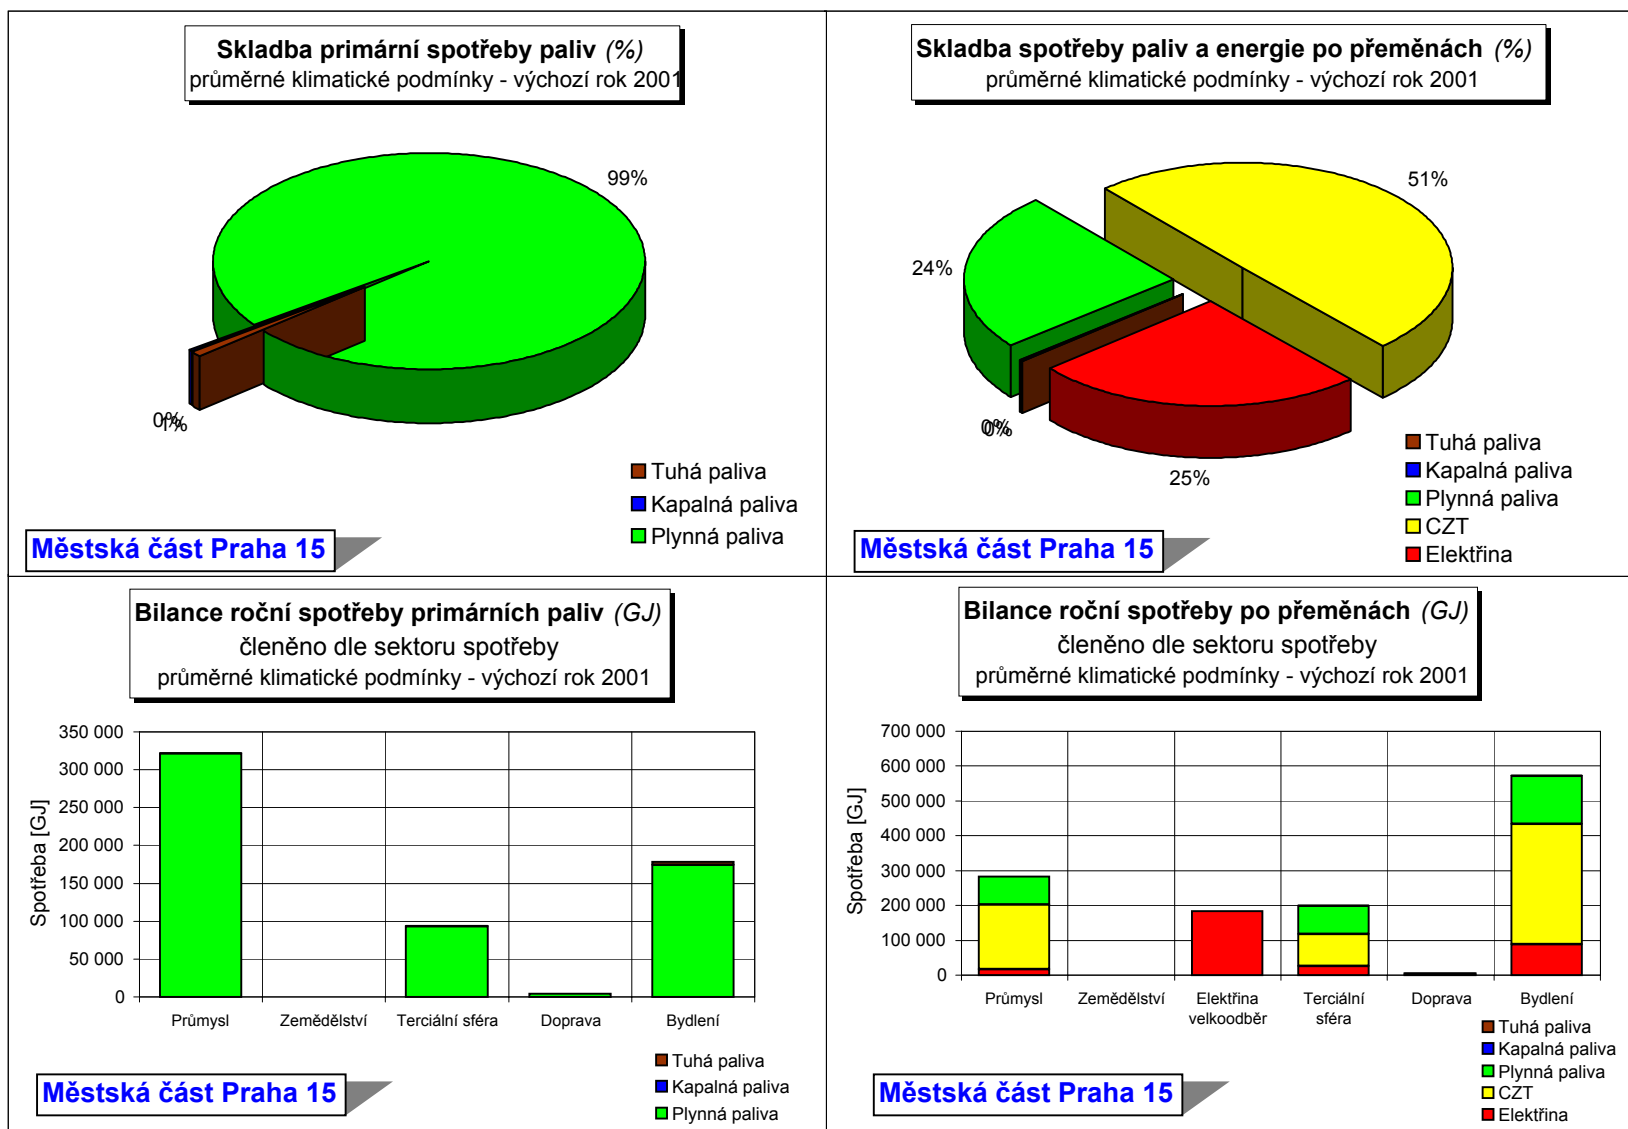 Skladba primární spotřeby paliv (%)
průměrné klimatické podmínky - výchozí rok 2001
99%
0%
1%
Tuhá paliva
Kapalná paliva
Plynná paliva
Městská část Praha 15
Skladba spotřeby paliv a energie po přeměnách (%)
průměrné klimatické podmínky - výchozí rok 2001
51%
24%
0%
0%
25%
Tuhá paliva
Kapalná paliva
Plynná paliva
CZT
Elektřina
Městská část Praha 15
Bilance roční spotřeby primárních paliv (GJ)
členěno dle sektoru spotřeby
průměrné klimatické podmínky - výchozí rok 2001
Spotřeba [GJ]
350 000
300 000
250 000
200 000
150 000
100 000
50 000
0
Průmysl
Zemědělství
Terciální sféra
Doprava
Bydlení
Tuhá paliva
Kapalná paliva
Plynná paliva
Městská část Praha 15
Bilance roční spotřeby po přeměnách (GJ)
členěno dle sektoru spotřeby
průměrné klimatické podmínky - výchozí rok 2001
Spotřeba [GJ]
700 000
600 000
500 000
400 000
300 000
200 000
100 000
0
Průmysl
Zemědělství
Elektřina
velkoodběr
Terciální
sféra
Doprava
Bydlení
Tuhá paliva
Kapalná paliva
Plynná paliva
CZT
Elektřina
Městská část Praha 15